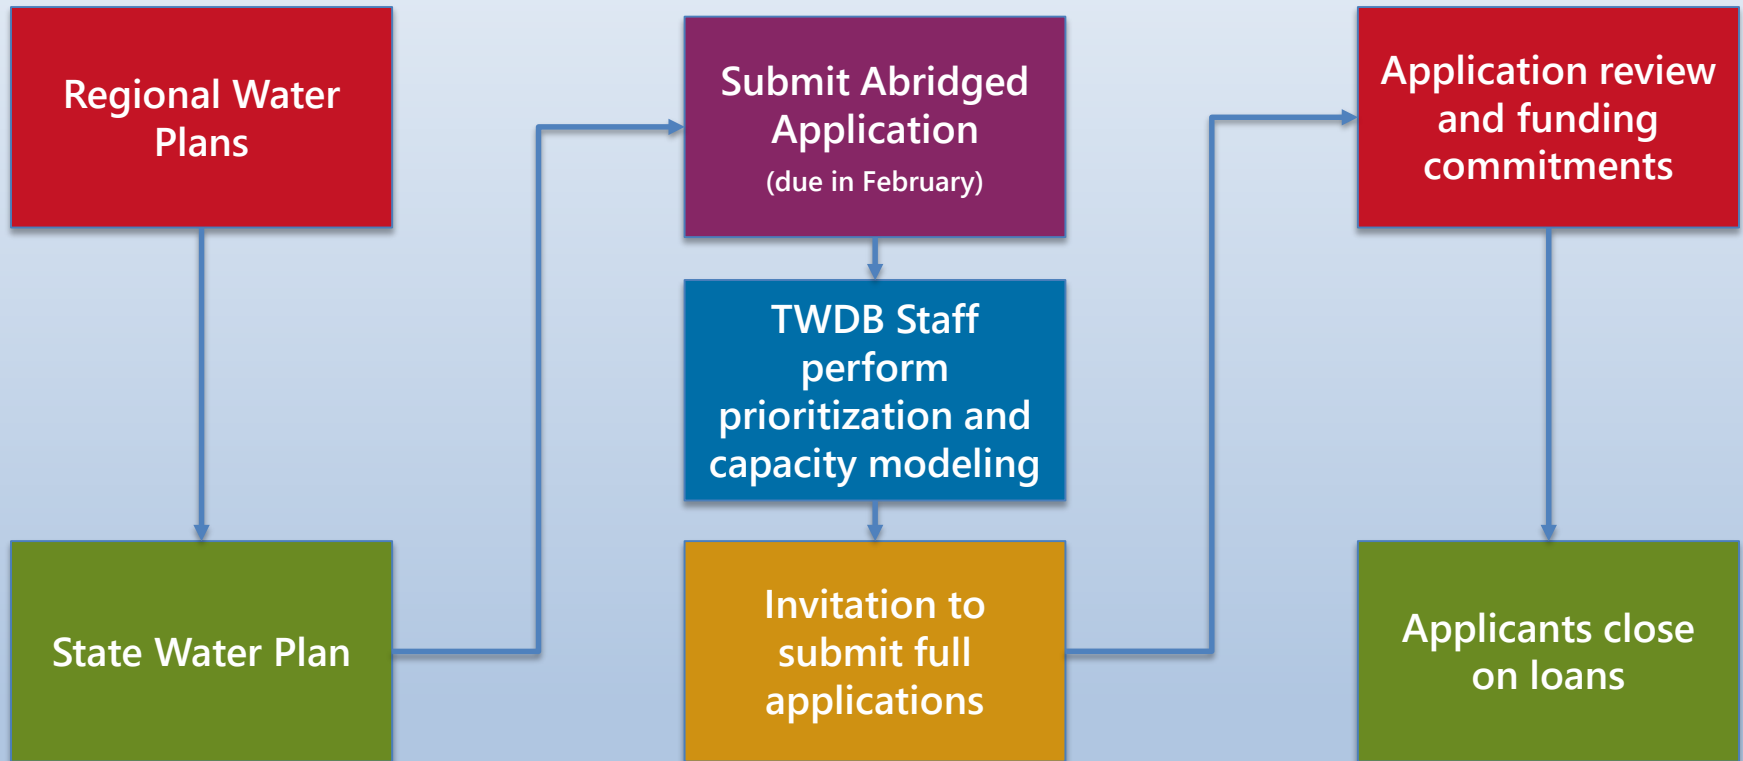 Regional Water
Plans
State Water Plan
Submit Abridged
Application
(due in February)
TWDB Staff
perform
prioritization and
capacity modeling
Invitation to
submit full
applications
Application review
and funding
commitments
Applicants close
on loans